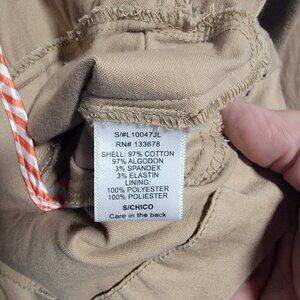 S/#L10047JL
RN# 133678
SHELL: 97% COTTON
97% ALGODON
3% SPANDEX
3% ELASTIN
LINING:
100% POLYESTER
100% POLIESTER
S/CHICO
Care in the back